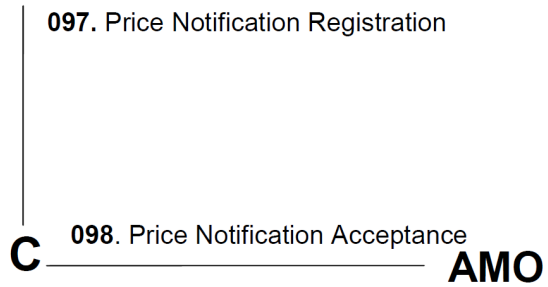 097. Price Notification Registration
098. Price Notification Acceptance
C
AMO